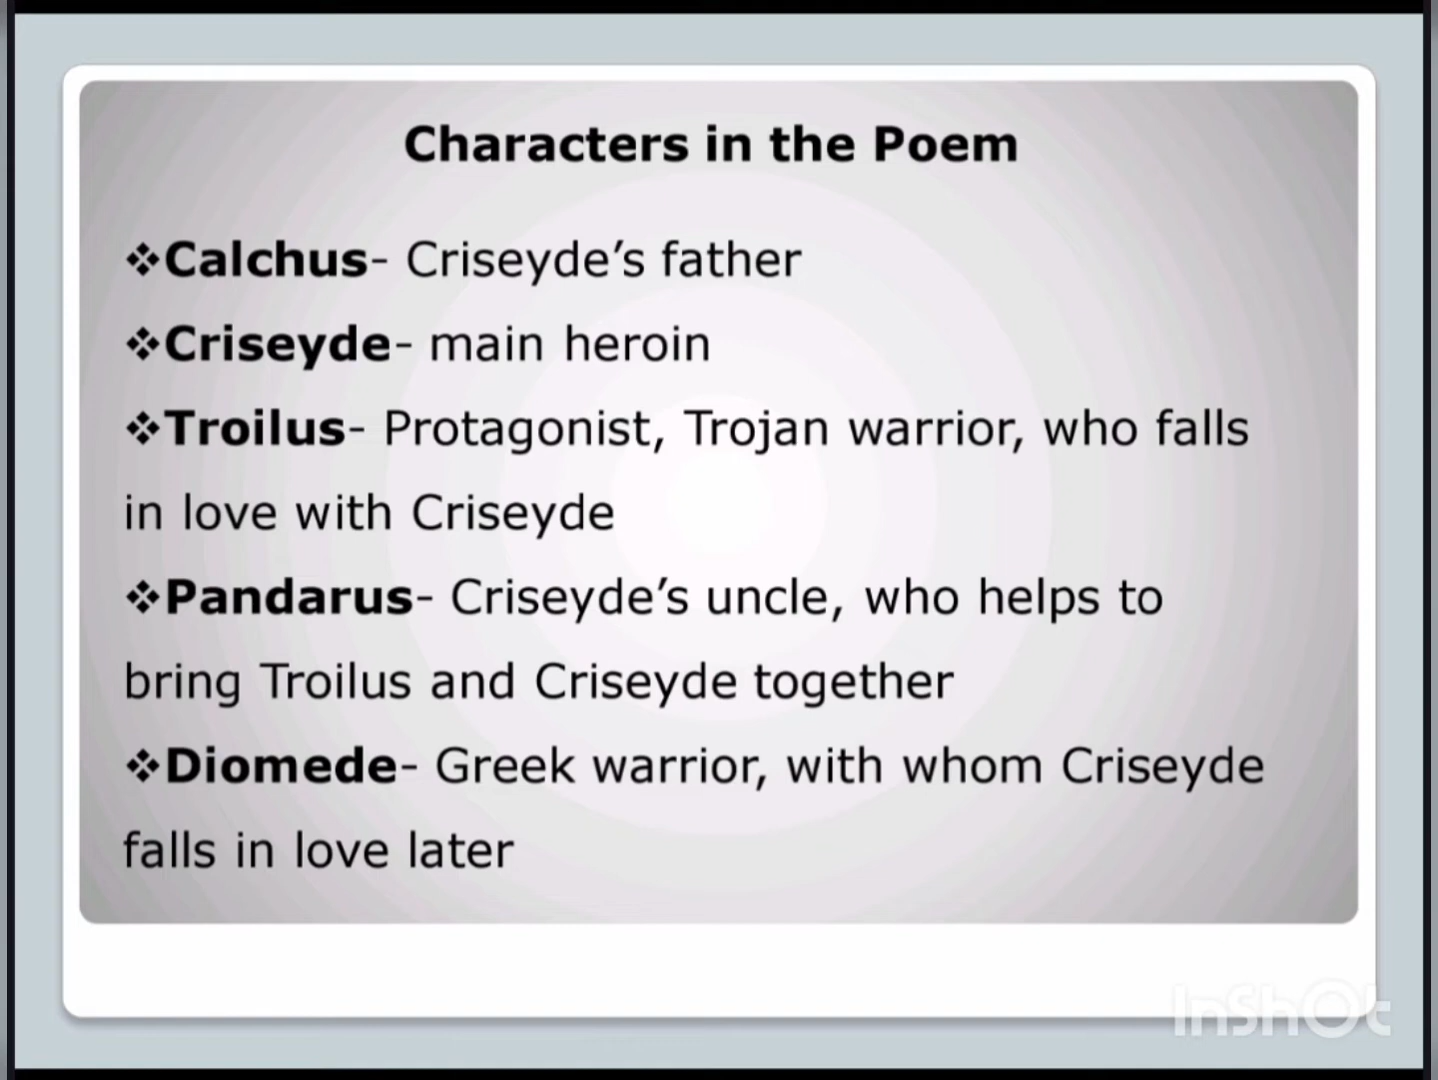 Characters in the Poem
❖Calchus- Criseyde’s father
❖Criseyde- main heroin
❖Troilus- Protagonist, Trojan warrior, who falls
in love with Criseyde
❖Pandarus- Criseyde’s uncle, who helps to
bring Troilus and Criseyde together
❖Diomede- Greek warrior, with whom Criseyde
falls in love later
InShOt